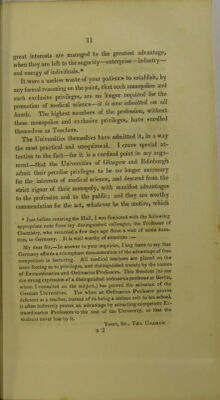 11
great interests are managed to the greatest advantage,
when they are left to the sagacity—enterprise—industry—
and energy of individuals.*
It were a useless waste of your patience to establish, by
any formal reasoning on the point, that such monopolies and
such exclusive privileges, are no longer required for the
promotion of medical science—it is now admitted on all
hands. The highest members of the profession, without
these monopolies and exclusive privileges, have enrolled
themselves as Teachers.
The Universities themselves have admitted it, in a way
the most practical and unequivocal. I crave special at-
tention to the fact—for it is a cardinal point in my argu-
ment—that the Universities of Glasgow and Edinburgh
admit their peculiar privileges to be no longer necessary
for the interests of medical science, and descend from the
strict rigour of their monopoly, with manifest advantages
to the profession and to the public; and they are worthy
commendation for the act, whatever be the motive, which
* Just before entering the Hall, I was favoured with the following
appropriate note from my distinguished colleague, the Professor of
Chemistry, who returned a few days ago from a visit of some dura-
tion, to Germany. It is well worthy of attention:—
My dear Sir,—In answer to your inquiries, I beg leave to say that
Germany affords a triumphant demonstration of the advantage of free
competition in lecturing. All medical teachers are placed on the
same footing as to privileges, and distinguished merely by the names
of Extraordinaries and Ordinaries Professors. This freedom (to use
the strong expression of a distinguished ordinarius professor at Berlin,
whom I consulted on the subject,) has proved the salvation of the
German Universities. For when an Ordinarius Professor proves
deficient as a teacher, instead of its being a serious evil to his school,
it often indirectly proves an advantage by attracting competent Ex-
traordinaries Professors to the seat of the University, so that the
students never lose by it.
Yours, Sir, Tho. Graham
B 2